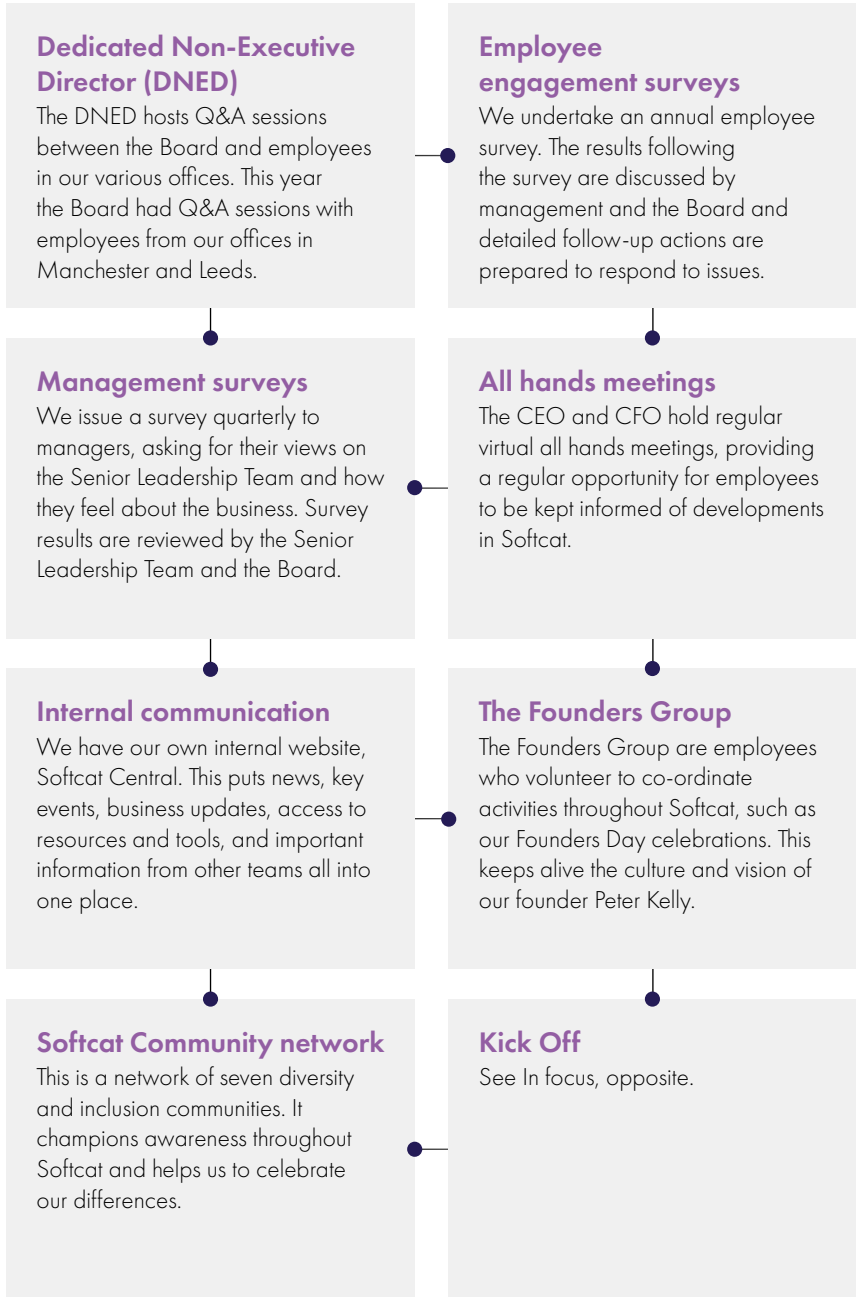 Dedicated Non-Executive
Director (DNED)
The DNED hosts Q&A sessions
between the Board and employees
in our various offices. This year
the Board had Q&A sessions with
employees from our offices in
Manchester and Leeds.
Employee
engagement surveys
We undertake an annual employee
survey. The results following
the survey are discussed by
management and the Board and
detailed follow-up actions are
prepared to respond to issues.
Management surveys
We issue a survey quarterly to
managers, asking for their views on
the Senior Leadership Team and how
they feel about the business. Survey
results are reviewed by the Senior
Leadership Team and the Board.
All hands meetings
The CEO and CFO hold regular
virtual all hands meetings, providing
a regular opportunity for employees
to be kept informed of developments
in Softcat.
Internal communication
We have our own internal website,
Softcat Central. This puts news, key
events, business updates, access to
resources and tools, and important
information from other teams all into
one place.
The Founders Group
The Founders Group are employees
who volunteer to co-ordinate
activities throughout Softcat, such as
our Founders Day celebrations. This
keeps alive the culture and vision of
our founder Peter Kelly.
Softcat Community network
This is a network of seven diversity
and inclusion communities. It
champions awareness throughout
Softcat and helps us to celebrate
our differences.
Kick Off
See In focus, opposite.